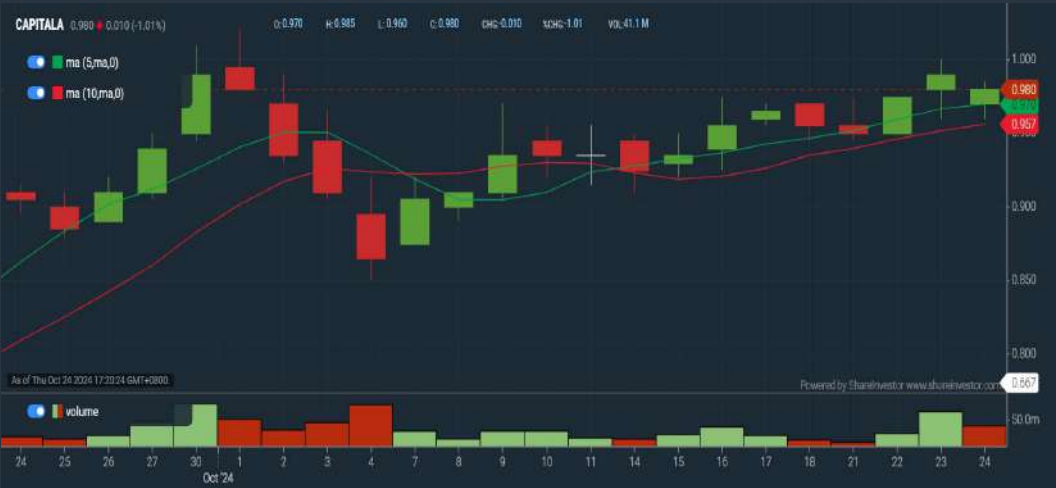 CAPITALA 0.980 0.010 (-1.01%) O: 0.970 H: 0.985 L: 0.960 C: 0.980 CHG:-0.010 %CHG:-1.01 VOL:41.1 M
ma (5,ma,0)
ma (10,ma,0)
1.000
0.980
0.970
0.957
0.900
0.850
0.800
As of Thu Oct 24 2024 17:20:24 GMT+0800
Powered by ShareInvestor www.shareinvestor.com
0.667
volume
50.0m
24 25 26 27 30 1 2 3 4 7 8 9 10 11 14 15 16 17 18 21 22 23 24
Oct '24